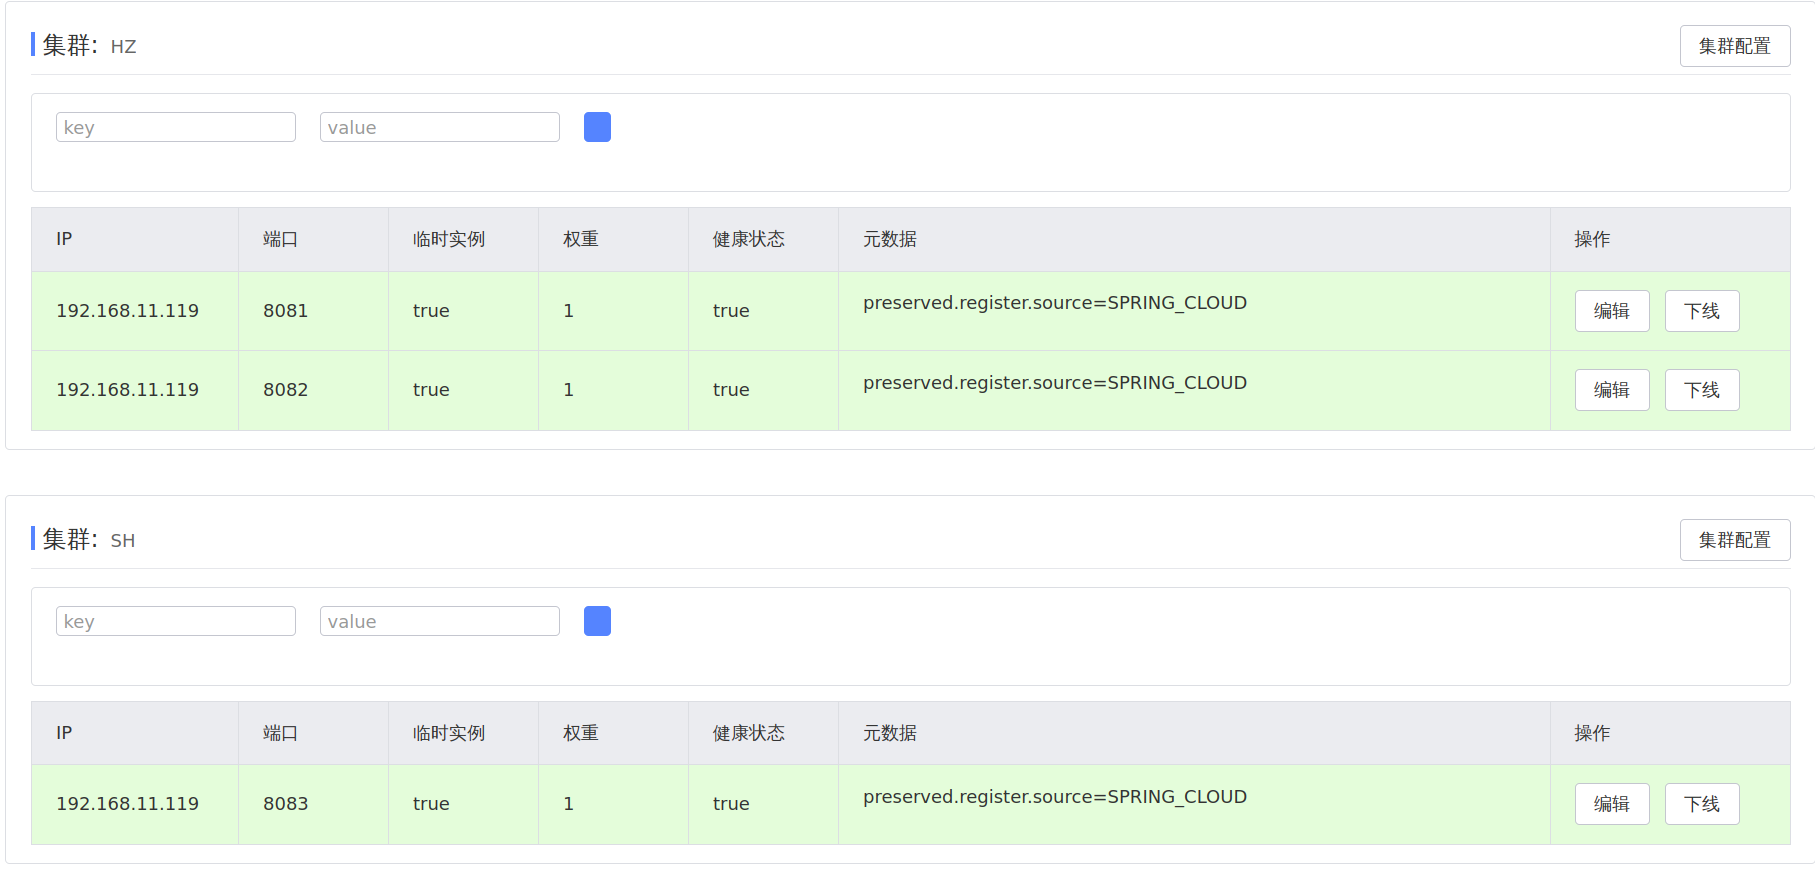 集群: HZ 集群配置
key value
IP 端口 临时实例 权重 健康状态 元数据 操作
192.168.11.119 8081 true 1 true preserved.register.source=SPRING_CLOUD 编辑 下线
192.168.11.119 8082 true 1 true preserved.register.source=SPRING_CLOUD 编辑 下线
集群: SH 集群配置
key value
IP 端口 临时实例 权重 健康状态 元数据 操作
192.168.11.119 8083 true 1 true preserved.register.source=SPRING_CLOUD 编辑 下线